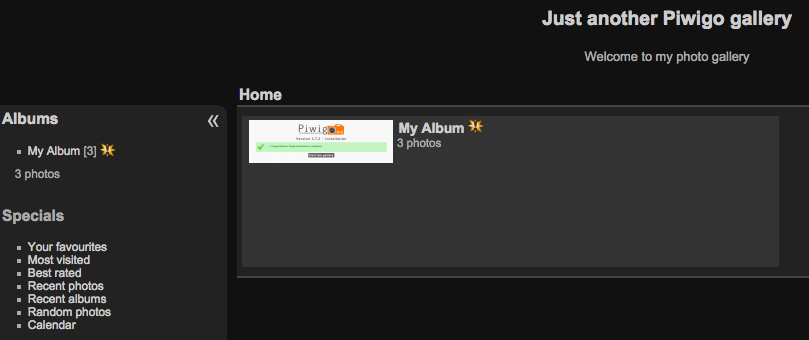 Just another Piwigo gallery
Welcome to my photo gallery
Home
Albums «
My Album [3]
3 photos
Specials
Your favourites
Most visited
Best rated
Recent photos
Recent albums
Random photos
Calendar
Piwigo
My Album
3 photos